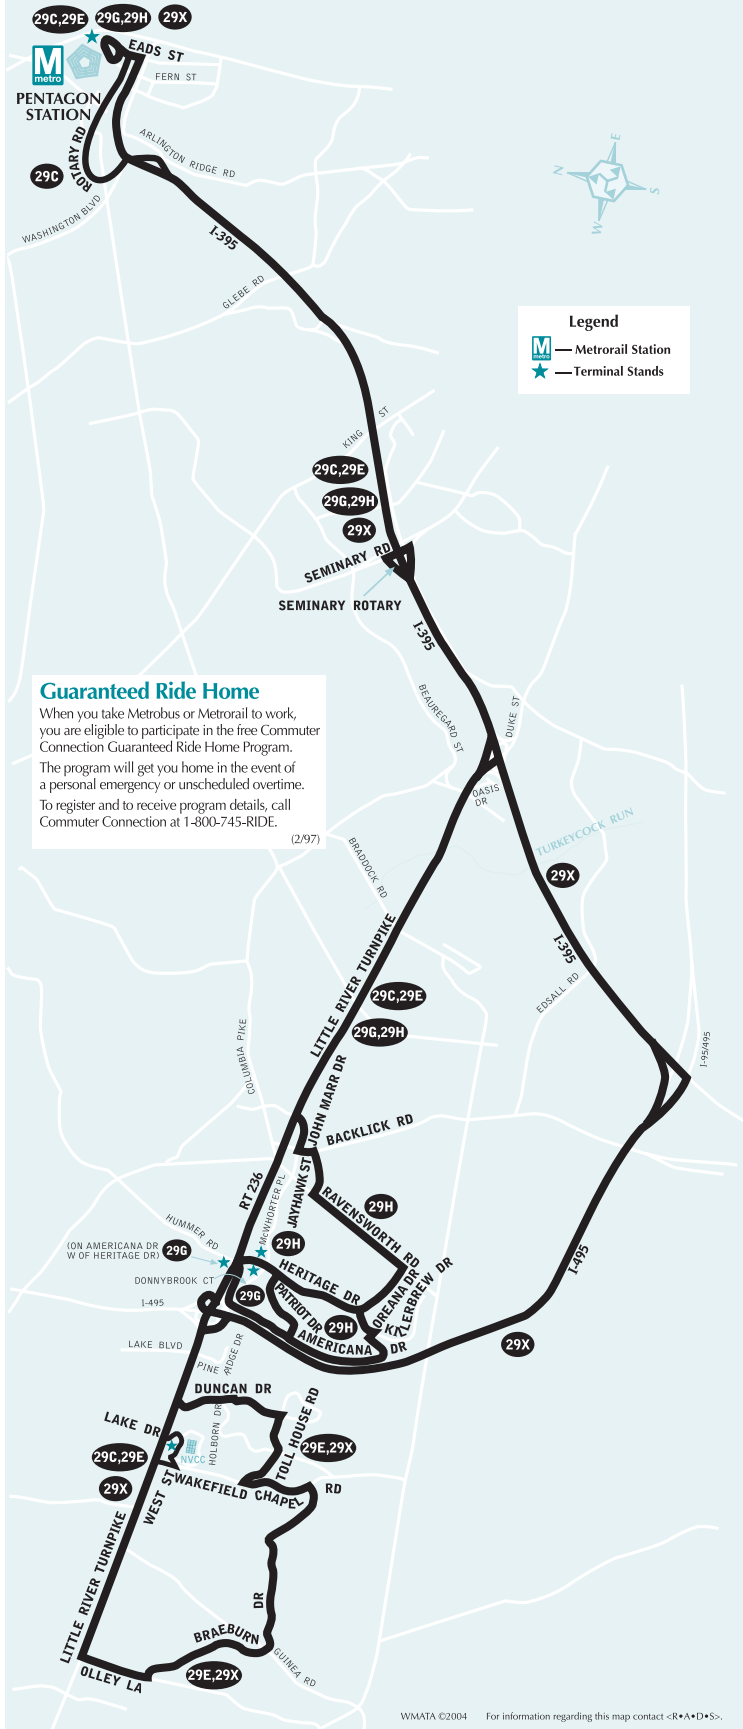 29C,29E
29G,29H
29X
EADS ST
M
metro
FERN ST
PENTAGON
STATION
ROTARY RD
ARLINGTON RIDGE RD
29C
WASHINGTON BLVD
N
E
S
W
I-395
GLEBE RD
Legend
M
metro
Metrorail Station
Terminal Stands
KING ST
29C,29E
29G,29H
29X
SEMINARY RD
SEMINARY ROTARY
I-395
Guaranteed Ride Home
When you take Metrobus or Metrorail to work,
you are eligible to participate in the free Commuter
Connection Guaranteed Ride Home Program.
The program will get you home in the event of
a personal emergency or unscheduled overtime.
To register and to receive program details, call
Commuter Connection at 1-800-745-RIDE.
(2/97)
BEAUREGARD ST
DUKE ST
OASIS
DR
TURKEYCOCK RUN
BRADDOCK RD
29X
LITTLE RIVER TURNPIKE
I-395
EDSALL RD
29C,29E
29G,29H
COLUMBIA PIKE
I-95/495
JOHN MARR DR
BACKLICK RD
RT 236
McWHORTER PL
JAYHAWK ST
RAVENSWORTH RD
29H
HUMMER RD
(ON AMERICANA DR
W OF HERITAGE DR)
29G
29H
DONNYBROOK CT
HERITAGE DR
OREANA DR
KILLERBREW DR
I-495
29G
PATRIOT DR
29H
AMERICANA DR
I-495
29X
LAKE BLVD
PINE RIDGE DR
DUNCAN DR
LAKE DR
HOLBORN DR
TOLL HOUSE RD
29C,29E
NVCC
29E,29X
29X
WEST ST
WAKEFIELD CHAPEL RD
LITTLE RIVER TURNPIKE
BRAEBURN DR
OLLEY LA
29E,29X
GUINEA RD
WMATA ©2004
For information regarding this map contact <R•A•D•S>.